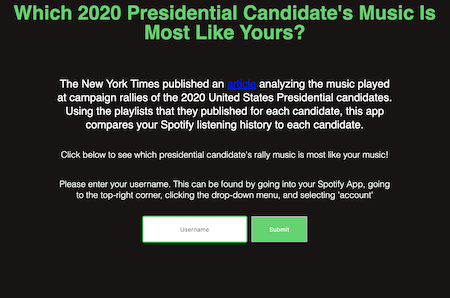 Which 2020 Presidential Candidate's Music Is
Most Like Yours?
The New York Times published an article analyzing the music played
at campaign rallies of the 2020 United States Presidential candidates.
Using the playlists that they published for each candidate, this app
compares your Spotify listening history to each candidate.
Click below to see which presidential candidate's rally music is most like your music!
Please enter your username. This can be found by going into your Spotify App, going
to the top-right corner, clicking the drop-down menu, and selecting 'account'
Username
Submit